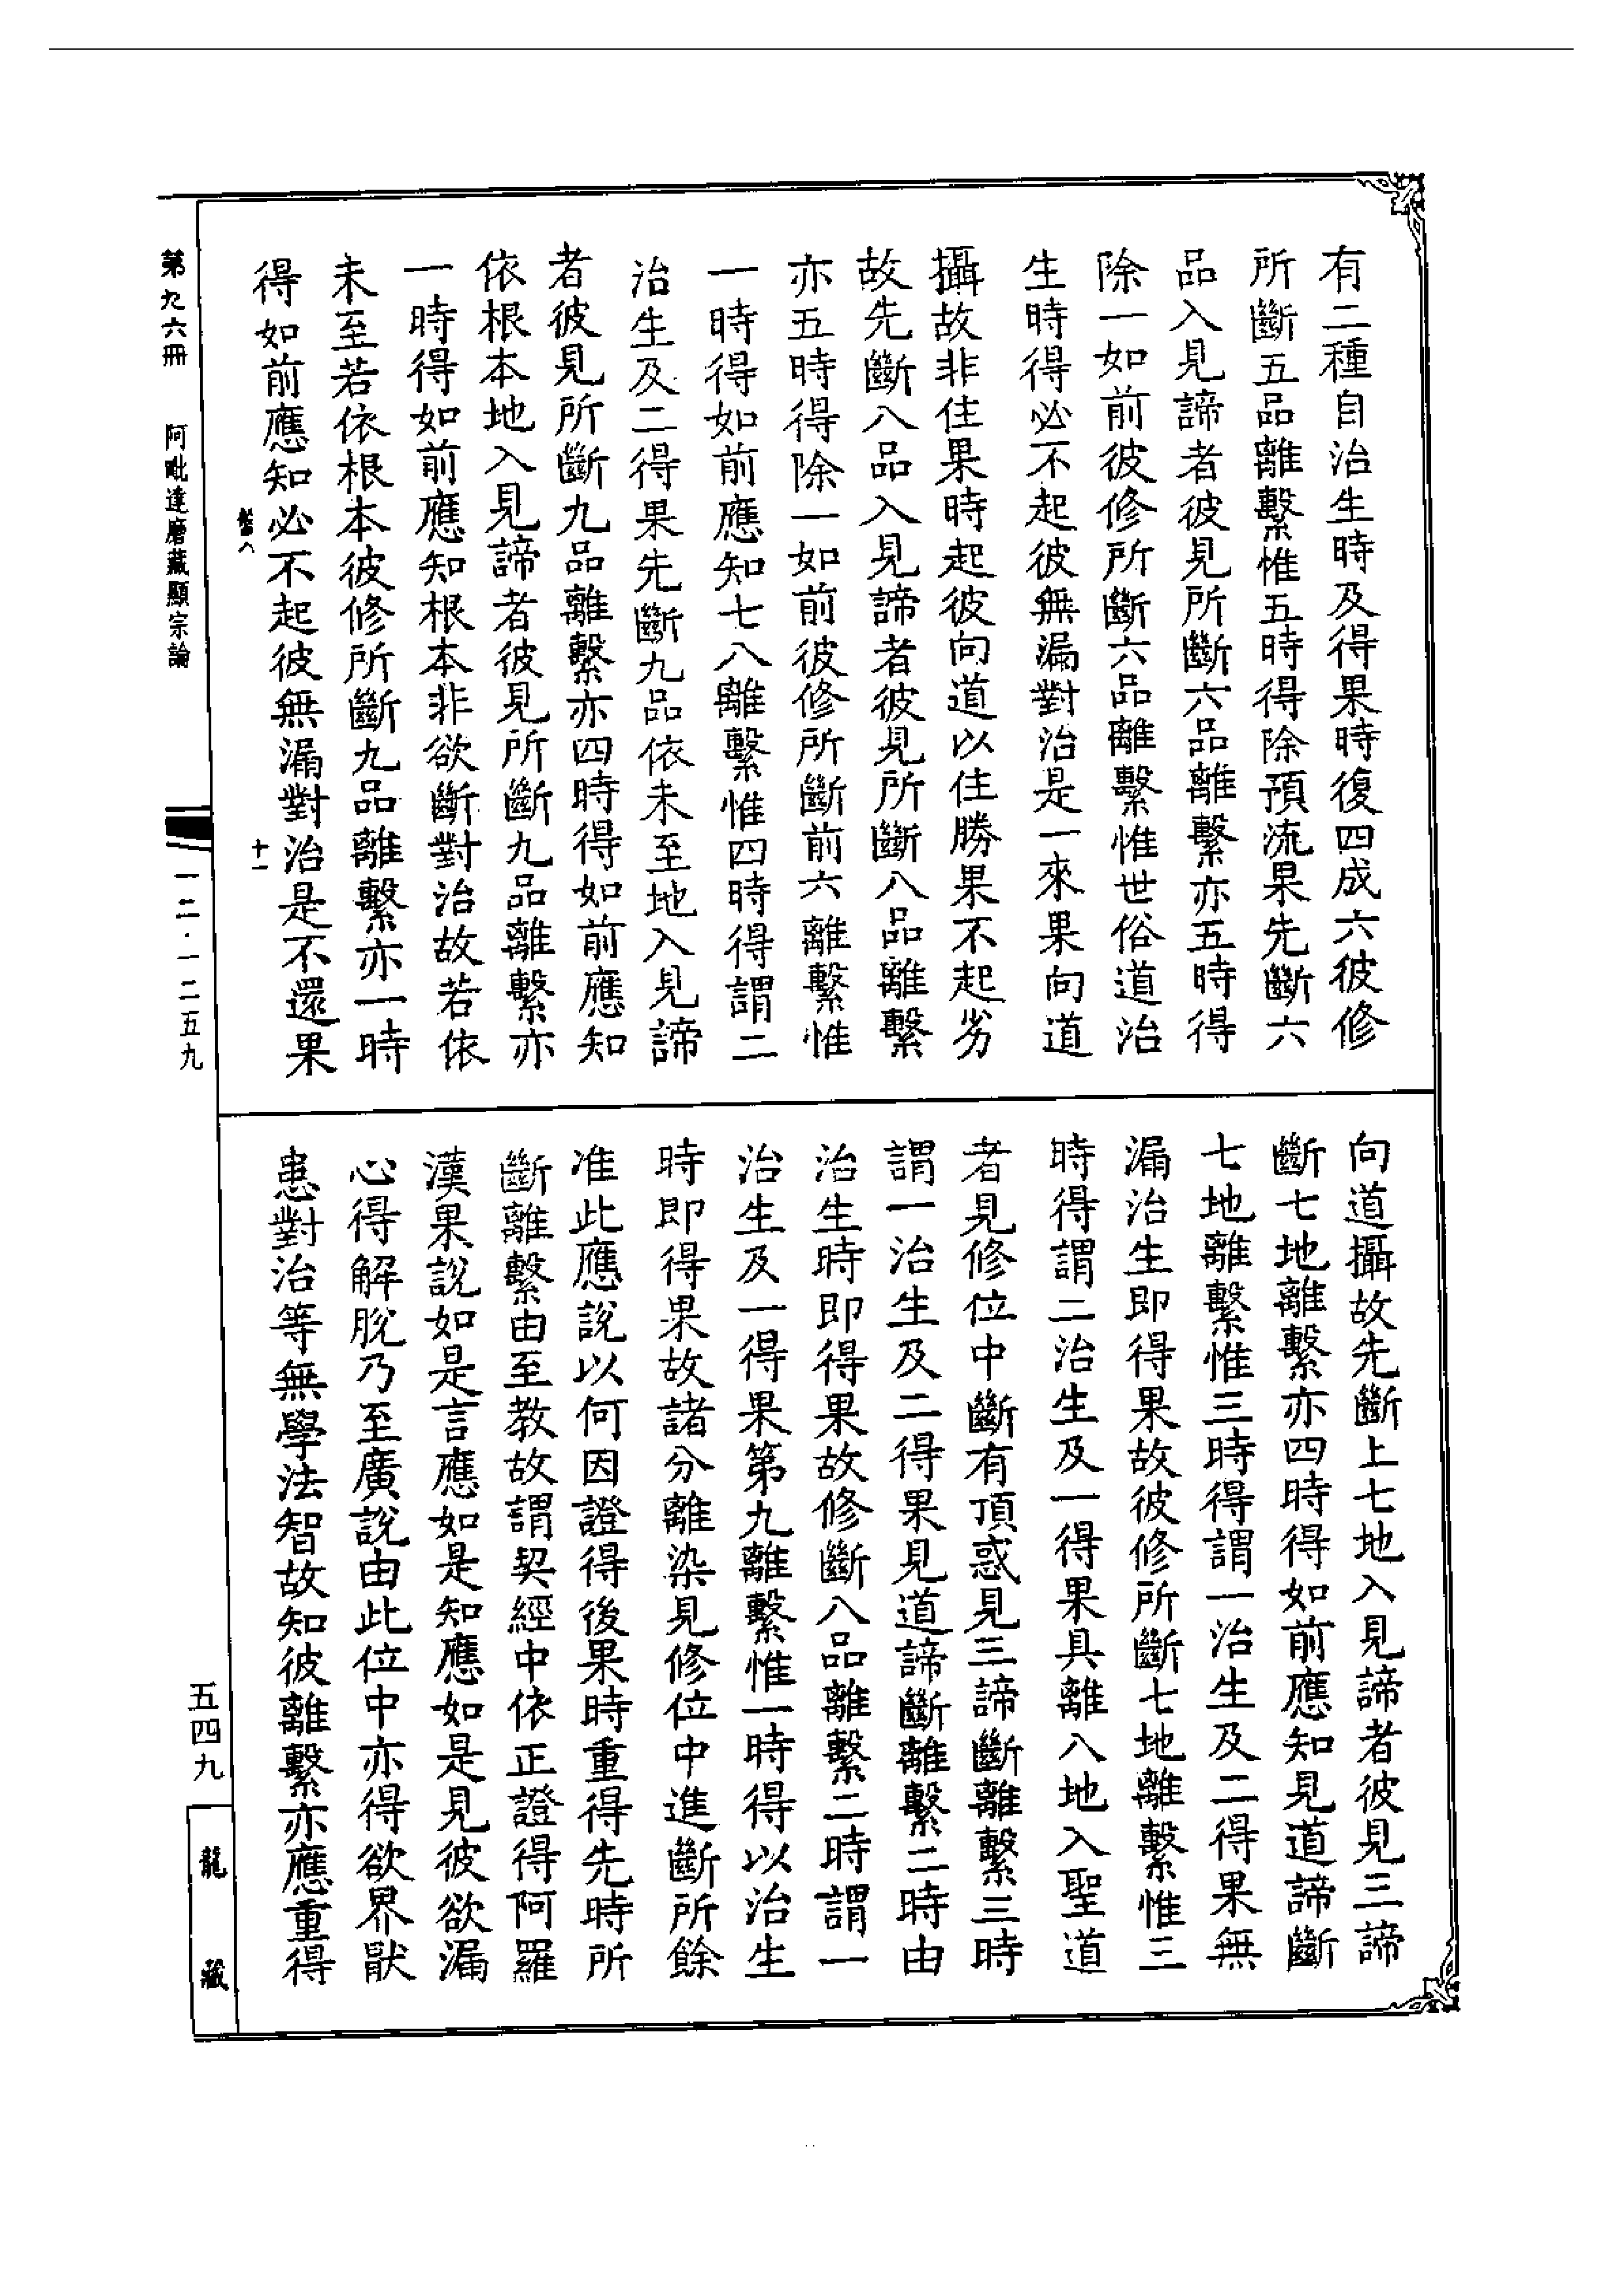 有二種自治生時及得果時復四成六彼修
所斷五品離繫惟五時得除預流果先斷六
品入見諦者彼見所斷六品離繫亦五時得
除一如前彼修所斷六品離繫惟世俗道治
生時得必不起彼無漏對治是一來果向道
攝故非住果時起彼向道以住勝果不起劣
故先斷八品入見諦者彼見所斷八品離繫
亦五時得除一如前彼修所斷前六離繫惟
一時得如前應知七八離繫惟四時得謂二
治生及二得果先斷九品依未至地入見諦
者彼見所斷九品離繫亦四時得如前應知
依根本地入見諦者彼見所斷九品離繫亦
一時得如前應知根本非欲斷對治故若依
未至若依根本彼修所斷九品離繫亦一時
得如前應知必不起彼無漏對治是不還果
十一
向道攝故先斷上七地入見諦者彼見三諦
斷七地離繫亦四時得如前應知見道諦斷
七地離繫惟三時得謂一治生及二得果無
漏治生即得果故彼修所斷七地離繫惟三
時得謂二治生及一得果具離八地入聖道
者見修位中斷有頂惑見三諦斷離繫三時
謂一治生及二得果見道諦斷離繫二時由
治生時即得果故修斷八品離繫二時謂一
治生及一得果第九離繫惟一時得以治生
時即得果故諸分離染見修位中進斷所餘
准此應說以何因證得後果時重得先時所
斷離繫由至教故謂契經中依正證得阿羅
漢果說如是言應如是知應如是見彼欲漏
心得解脫乃至廣說由此位中亦得欲界猒
患對治等無學法智故知彼離繫亦應重得
第九六冊
阿毗達磨藏顯宗論
一二·一二五九
五四九
龍藏